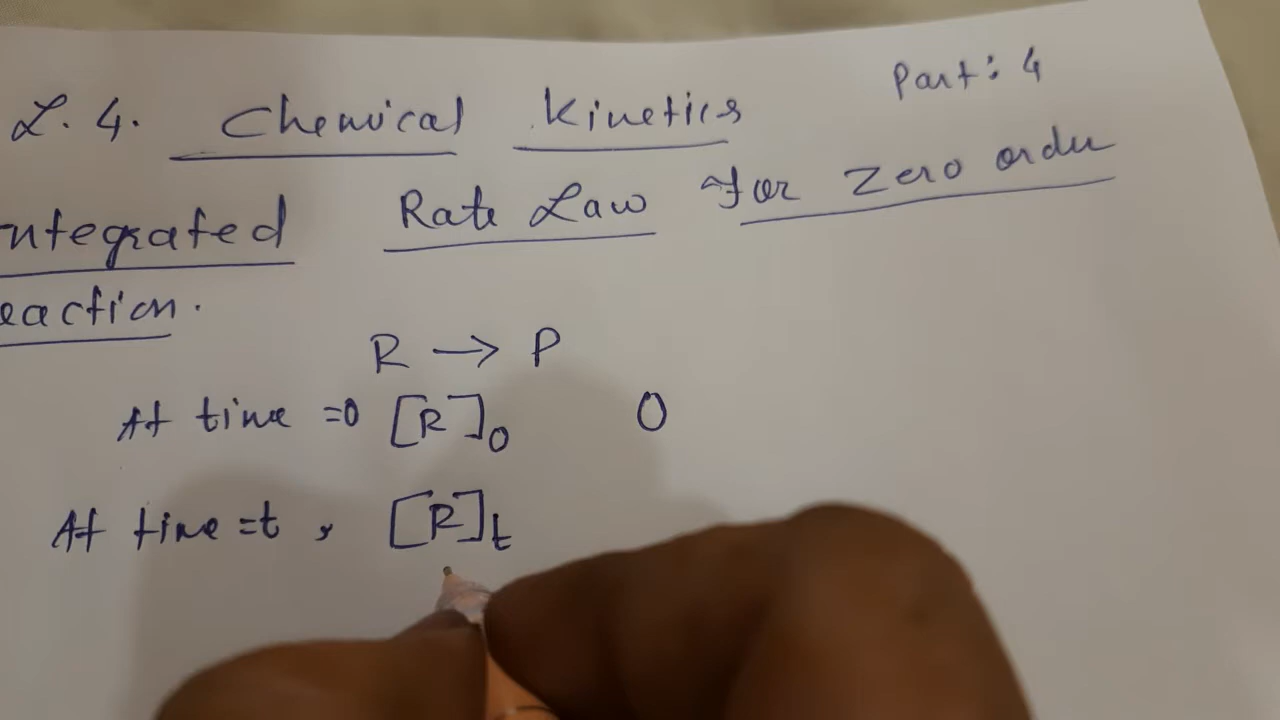 Part: 4
L. 4. Chemical Kinetics
ntegrated Rate Law for Zero order
eaction.
R → P
At time =0 [R]₀ 0
At time =t , [R]ₜ